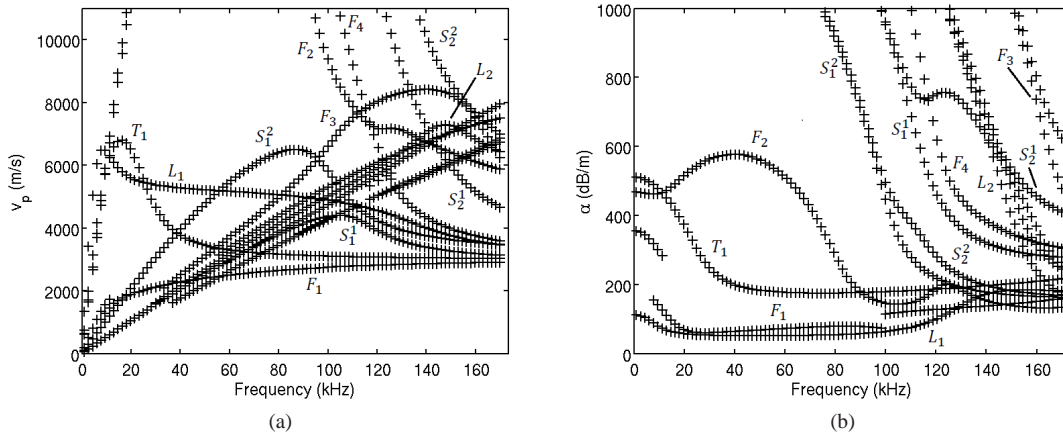 10000
8000
6000
4000
2000
0
v_p (m/s)
0 20 40 60 80 100 120 140 160
Frequency (kHz)
T_1
L_1
S_1^2
F_2
F_4
F_3
S_2^2
L_2
S_2^1
S_1^1
F_1
(a)
1000
800
600
400
200
0
α (dB/m)
0 20 40 60 80 100 120 140 160
Frequency (kHz)
S_1^2
F_3
F_2
S_1^1
F_4
S_2^1
L_2
T_1
S_2^2
F_1
L_1
(b)